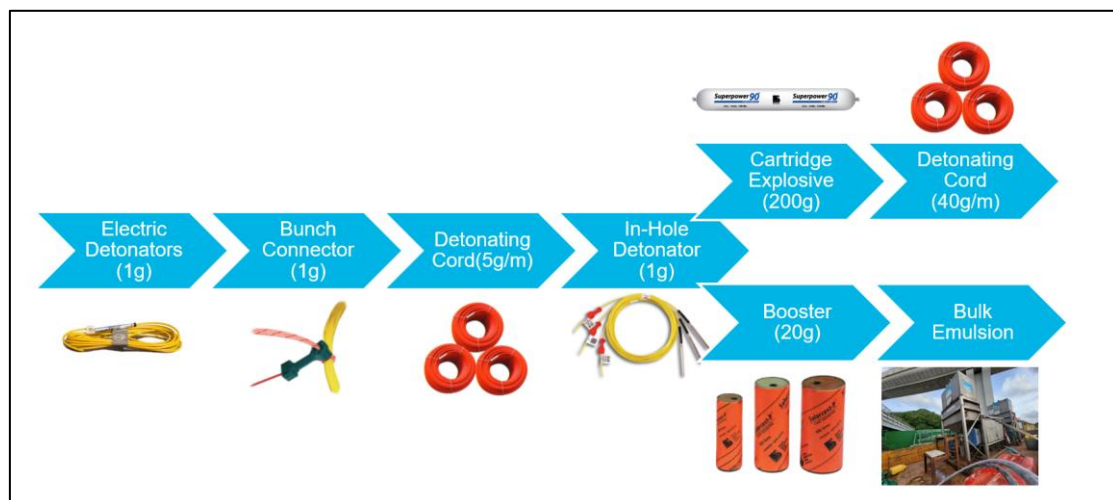 Superpower 90
Superpower 90
Cartridge
Explosive
(200g)
Detonating
Cord
(40g/m)
Electric
Detonators
(1g)
Bunch
Connector
(1g)
Detonating
Cord(5g/m)
In-Hole
Detonator
(1g)
Booster
(20g)
Bulk
Emulsion